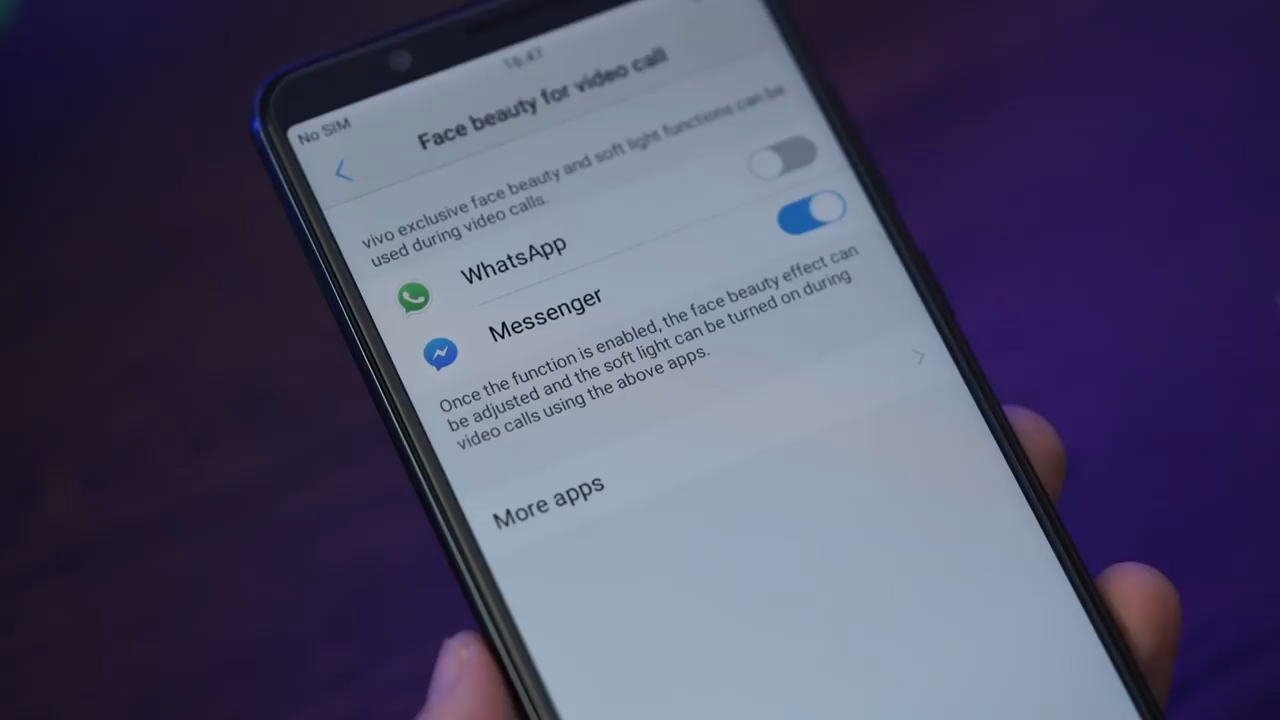 No SIM
16:47
Face beauty for video call
vivo exclusive face beauty and soft light functions can be
used during video calls.
WhatsApp
Messenger
Once the function is enabled, the face beauty effect can
be adjusted and the soft light can be turned on during
video calls using the above apps.
More apps